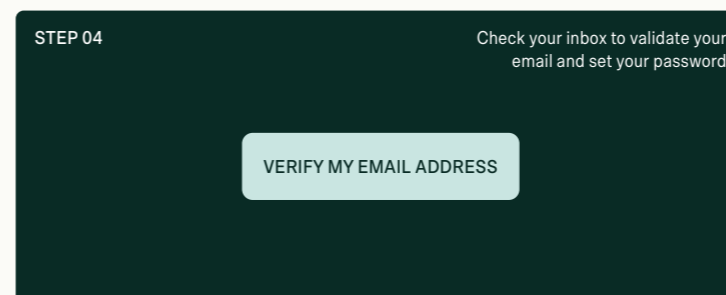 STEP 04
Check your inbox to validate your
email and set your password
VERIFY MY EMAIL ADDRESS